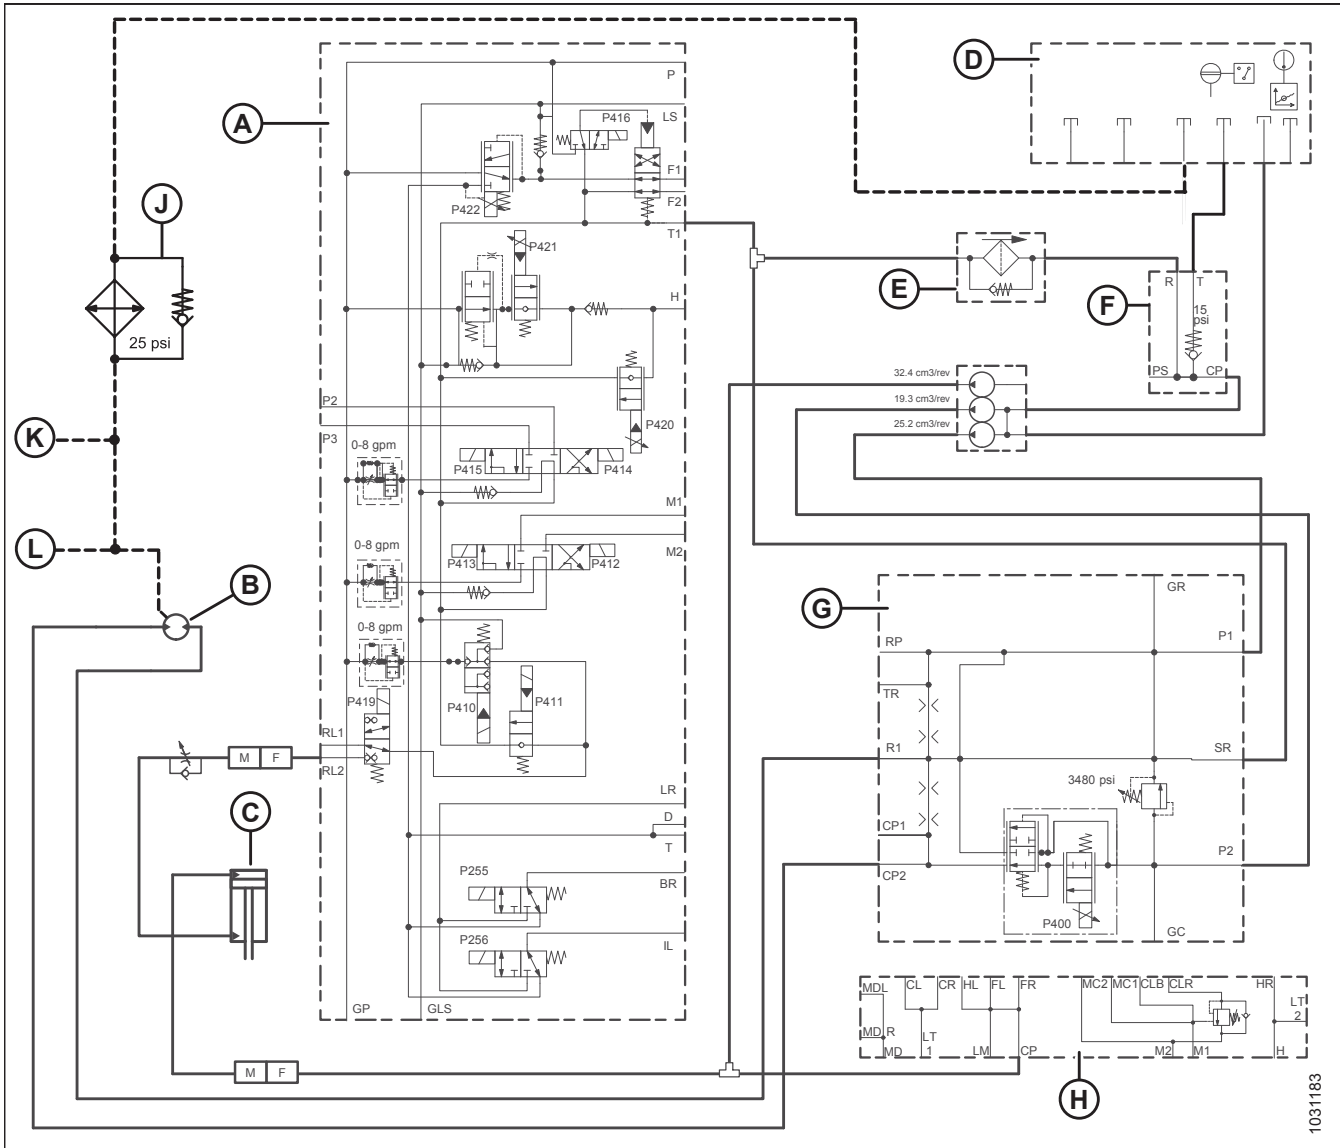 D
A
P
P416
LS
F1
F2
P422
T1
J
P421
E
R
T
F
15
psi
H
25 psi
PS
CP
32.4 cm3/rev
19.3 cm3/rev
25.2 cm3/rev
P2
P420
K
P3
0-8 gpm
P415
P414
M1
L
0-8 gpm
P413
P412
M2
B
G
GR
0-8 gpm
RP
P1
P419
P410
P411
TR
RL1
R1
SR
M
F
RL2
3480 psi
LR
C
D
CP1
T
P2
P255
CP2
BR
P400
P256
GC
IL
MDL
CL
CR
HL
FL
FR
MC2
MC1
CLB
CLR
HR
GP
GLS
LT
2
MD_R
LT
MD
1
LM
CP
M2
M1
H
M
F
H
1031183